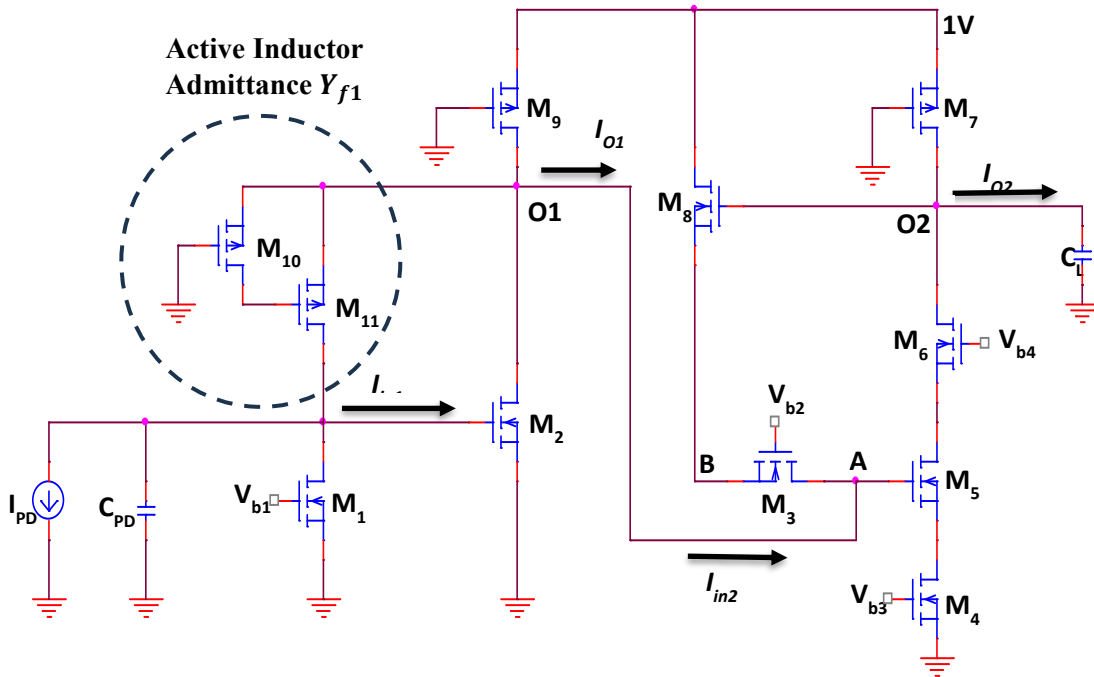 Active Inductor
Admittance Y_f1
1V
M9
M7
I_O1
I_O2
M8
O1
O2
M10
C_L
M11
M6
V_b4
V_b2
M2
B
A
M5
I_PD
C_PD
V_b1
M1
M3
I_in2
V_b3
M4